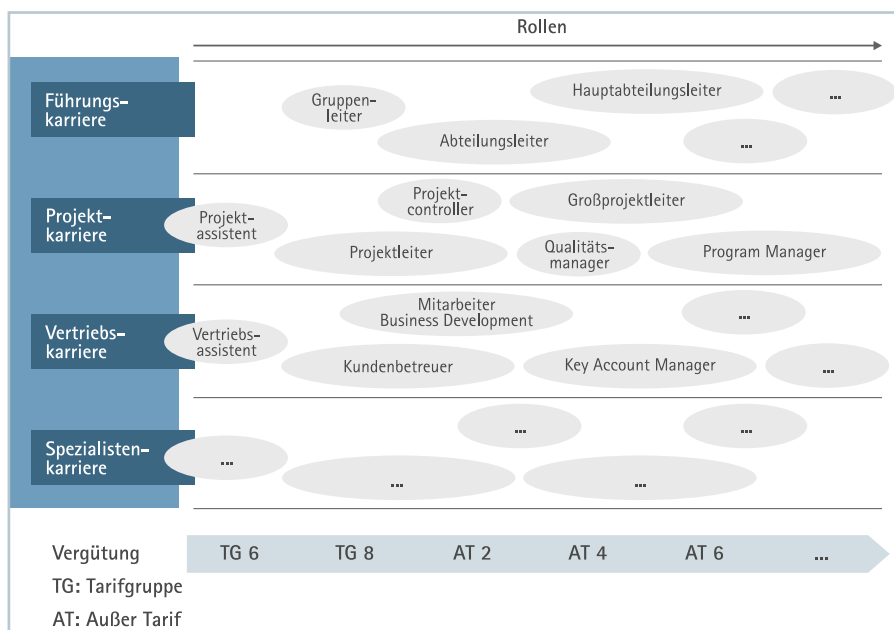 Rollen
Führungs-
karriere
Gruppen-
leiter
Hauptabteilungsleiter
...
Abteilungsleiter
...
Projekt-
karriere
Projekt-
assistent
Projekt-
controller
Großprojektleiter
Projektleiter
Qualitäts-
manager
Program Manager
Vertriebs-
karriere
Vertriebs-
assistent
Mitarbeiter
Business Development
...
Kundenbetreuer
Key Account Manager
...
Spezialisten-
karriere
...
...
...
...
...
Vergütung
TG 6 TG 8 AT 2 AT 4 AT 6 ...
TG: Tarifgruppe
AT: Außer Tarif